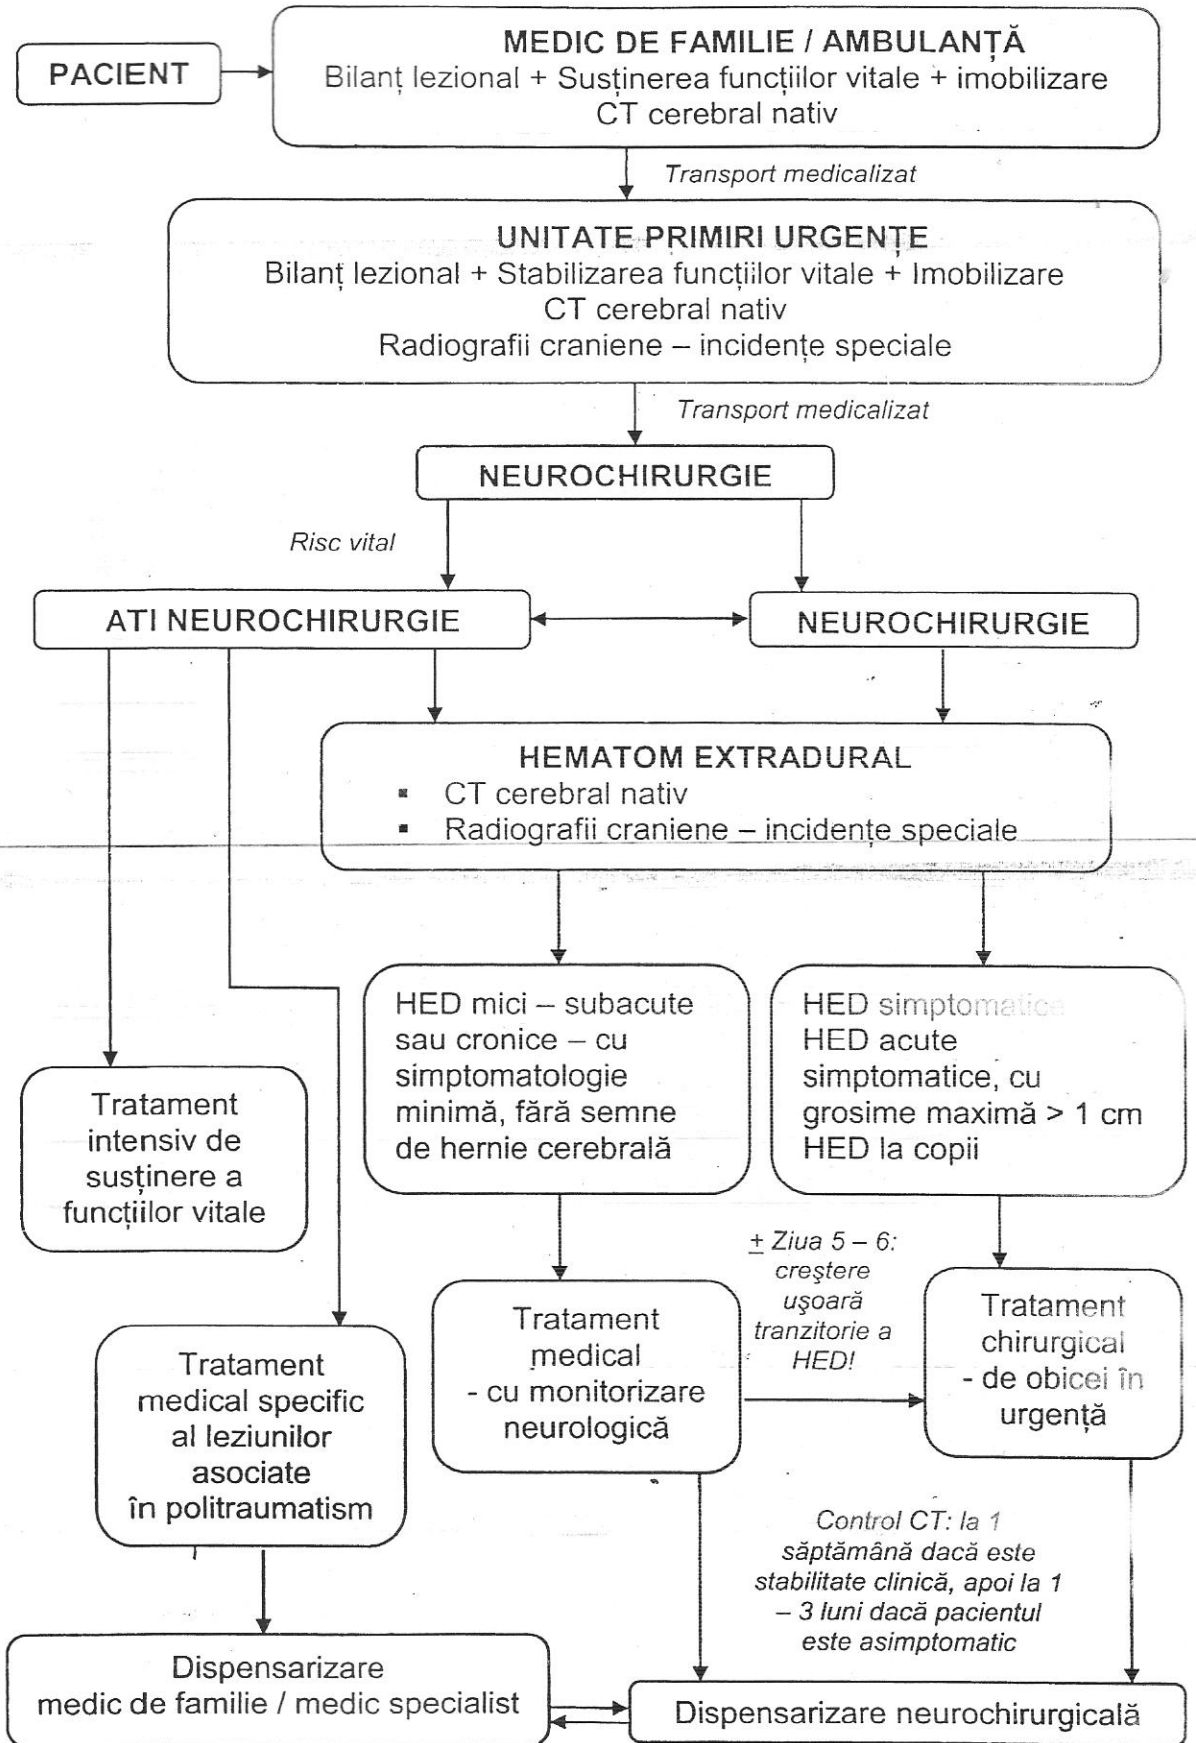 PACIENT
MEDIC DE FAMILIE / AMBULANȚĂ
Bilanț lezional + Susținerea funcțiilor vitale + imobilizare
CT cerebral nativ
Transport medicalizat
UNITATE PRIMIRI URGENȚE
Bilanț lezional + Stabilizarea funcțiilor vitale + Imobilizare
CT cerebral nativ
Radiografii craniene – incidențe speciale
Transport medicalizat
NEUROCHIRURGIE
Risc vital
ATI NEUROCHIRURGIE
NEUROCHIRURGIE
HEMATOM EXTRADURAL
▪ CT cerebral nativ
▪ Radiografii craniene – incidențe speciale
HED mici – subacute
sau cronice – cu
simptomatologie
minimă, fără semne
de hernie cerebrală
HED simptomatice
HED acute
simptomatice, cu
grosime maximă > 1 cm
HED la copii
Tratament
intensiv de
susținere a
funcțiilor vitale
± Ziua 5 – 6:
creștere
ușoară
tranzitorie a
HED!
Tratament
medical
- cu monitorizare
neurologică
Tratament
chirurgical
- de obicei în
urgență
Tratament
medical specific
al leziunilor
asociate
în politraumatism
Control CT: la 1
săptămână dacă este
stabilitate clinică, apoi la 1
– 3 luni dacă pacientul
este asimptomatic
Dispensarizare
medic de familie / medic specialist
Dispensarizare neurochirurgicală